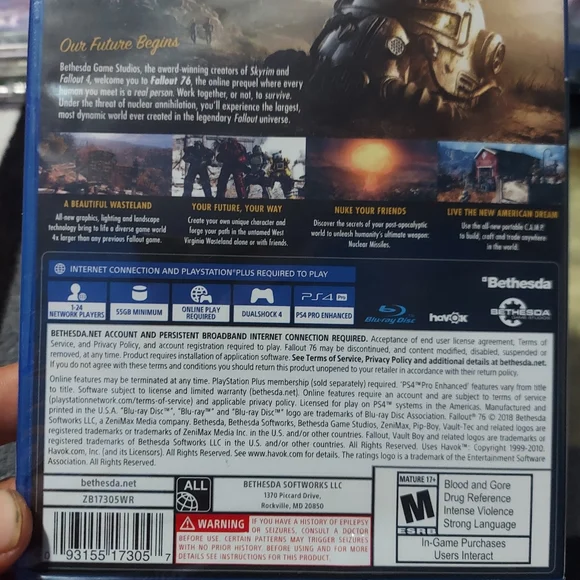 Our Future Begins
Bethesda Game Studios, the award-winning creators of Skyrim and
Fallout 4, welcome you to Fallout 76, the online prequel where every
human you meet is a real person. Work together, or not, to survive.
Under the threat of nuclear annihilation, you'll experience the largest,
most dynamic world ever created in the legendary Fallout universe.
A BEAUTIFUL WASTELAND
All-new graphics, lighting and landscape
technology bring to life a diverse game world
4x larger than any previous Fallout game.
YOUR FUTURE, YOUR WAY
Create your own unique character and
forge your path in the untamed West
Virginia Wasteland alone or with friends.
NUKE YOUR FRIENDS
Discover the secrets of your post-apocalyptic
world to unleash humanity's ultimate weapon:
Nuclear Missiles.
LIVE THE NEW AMERICAN DREAM
Use the all-new portable C.A.M.P.
to build, craft and trade anywhere
in the world.
INTERNET CONNECTION AND PLAYSTATION®PLUS REQUIRED TO PLAY
1-24
NETWORK PLAYERS
55GB MINIMUM
ONLINE PLAY
REQUIRED
DUALSHOCK 4
PS4 PRO
PS4 PRO ENHANCED
Blu-ray Disc
havok
Bethesda
BETHESDA
GAME STUDIOS
BETHESDA.NET ACCOUNT AND PERSISTENT BROADBAND INTERNET CONNECTION REQUIRED. Acceptance of end user license agreement, Terms of
Service, and Privacy Policy, and account registration required to play. Fallout 76 may be discontinued, and content modified, disabled, suspended or
removed, at any time. Product requires installation of application software. See Terms of Service, Privacy Policy and additional details at bethesda.net.
If you do not agree with these terms and conditions you should return this product unopened to your retailer in accordance with their return policy.
Online features may be terminated at any time. PlayStation Plus membership (sold separately) required. 'PS4™Pro Enhanced' features vary from title
to title. Software subject to license and limited warranty (bethesda.net). Online features require an account and are subject to terms of service
(playstationnetwork.com/terms-of-service) and applicable privacy policy. Licensed for play on PS4™ systems in the Americas. Manufactured and
printed in the U.S.A. "Blu-ray Disc™", "Blu-ray™" and "Blu-ray Disc™" logo are trademarks of Blu-ray Disc Association. Fallout® 76 © 2018 Bethesda
Softworks LLC, a ZeniMax Media company. Bethesda, Bethesda Softworks, Bethesda Game Studios, ZeniMax, Pip-Boy, Vault-Tec and related logos are
registered trademarks or trademarks of ZeniMax Media Inc. in the U.S. and/or other countries. Fallout, Vault Boy and related logos are trademarks or
registered trademarks of Bethesda Softworks LLC in the U.S. and/or other countries. All Rights Reserved. Uses Havok™: Copyright 1999-2010.
Havok.com, Inc. (and its Licensors). All Rights Reserved. See www.havok.com for details. The ratings logo is a trademark of the Entertainment Software
Association. All Rights Reserved.
bethesda.net
ZB17305WR
0 93155 17305 7
ALL
BETHESDA SOFTWORKS LLC
1370 Piccard Drive,
Rockville, MD 20850
WARNING
IF YOU HAVE A HISTORY OF EPILEPSY
OR SEIZURES, CONSULT A DOCTOR
BEFORE USE. CERTAIN PATTERNS MAY TRIGGER SEIZURES
WITH NO PRIOR HISTORY. BEFORE USING AND FOR MORE
DETAILS SEE INSTRUCTIONS FOR THIS PRODUCT.
MATURE 17+
M
ESRB
Blood and Gore
Drug Reference
Intense Violence
Strong Language
In-Game Purchases
Users Interact